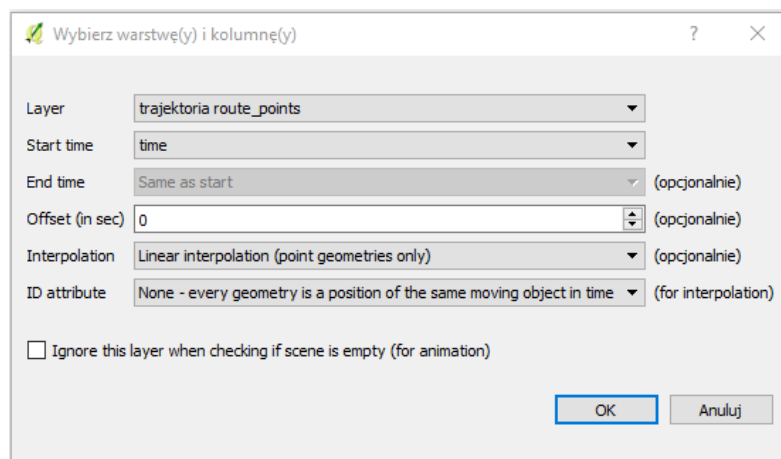 Wybierz warstwę(y) i kolumnę(y)
Layer trajektoria route_points
Start time time
End time Same as start (opcjonalnie)
Offset (in sec) 0 (opcjonalnie)
Interpolation Linear interpolation (point geometries only) (opcjonalnie)
ID attribute None - every geometry is a position of the same moving object in time (for interpolation)
Ignore this layer when checking if scene is empty (for animation)
OK Anuluj